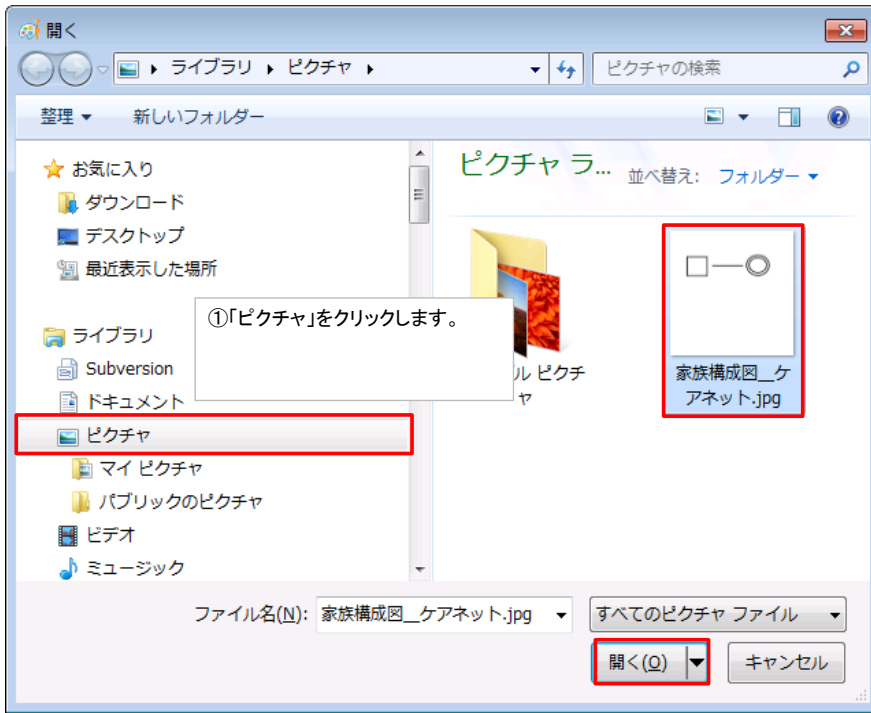 開く
ライブラリ ピクチャ
ピクチャの検索
整理 新しいフォルダー
お気に入り
ダウンロード
デスクトップ
最近表示した場所
ライブラリ
Subversion
ドキュメント
ピクチャ
マイ ピクチャ
パブリックのピクチャ
ビデオ
ミュージック
①「ピクチャ」をクリックします。
ピクチャ ラ...
並べ替え: フォルダー
ル ピクチ
ャ
家族構成図__ケ
アネット.jpg
ファイル名(N): 家族構成図__ケアネット.jpg
すべてのピクチャ ファイル
開く(O) キャンセル